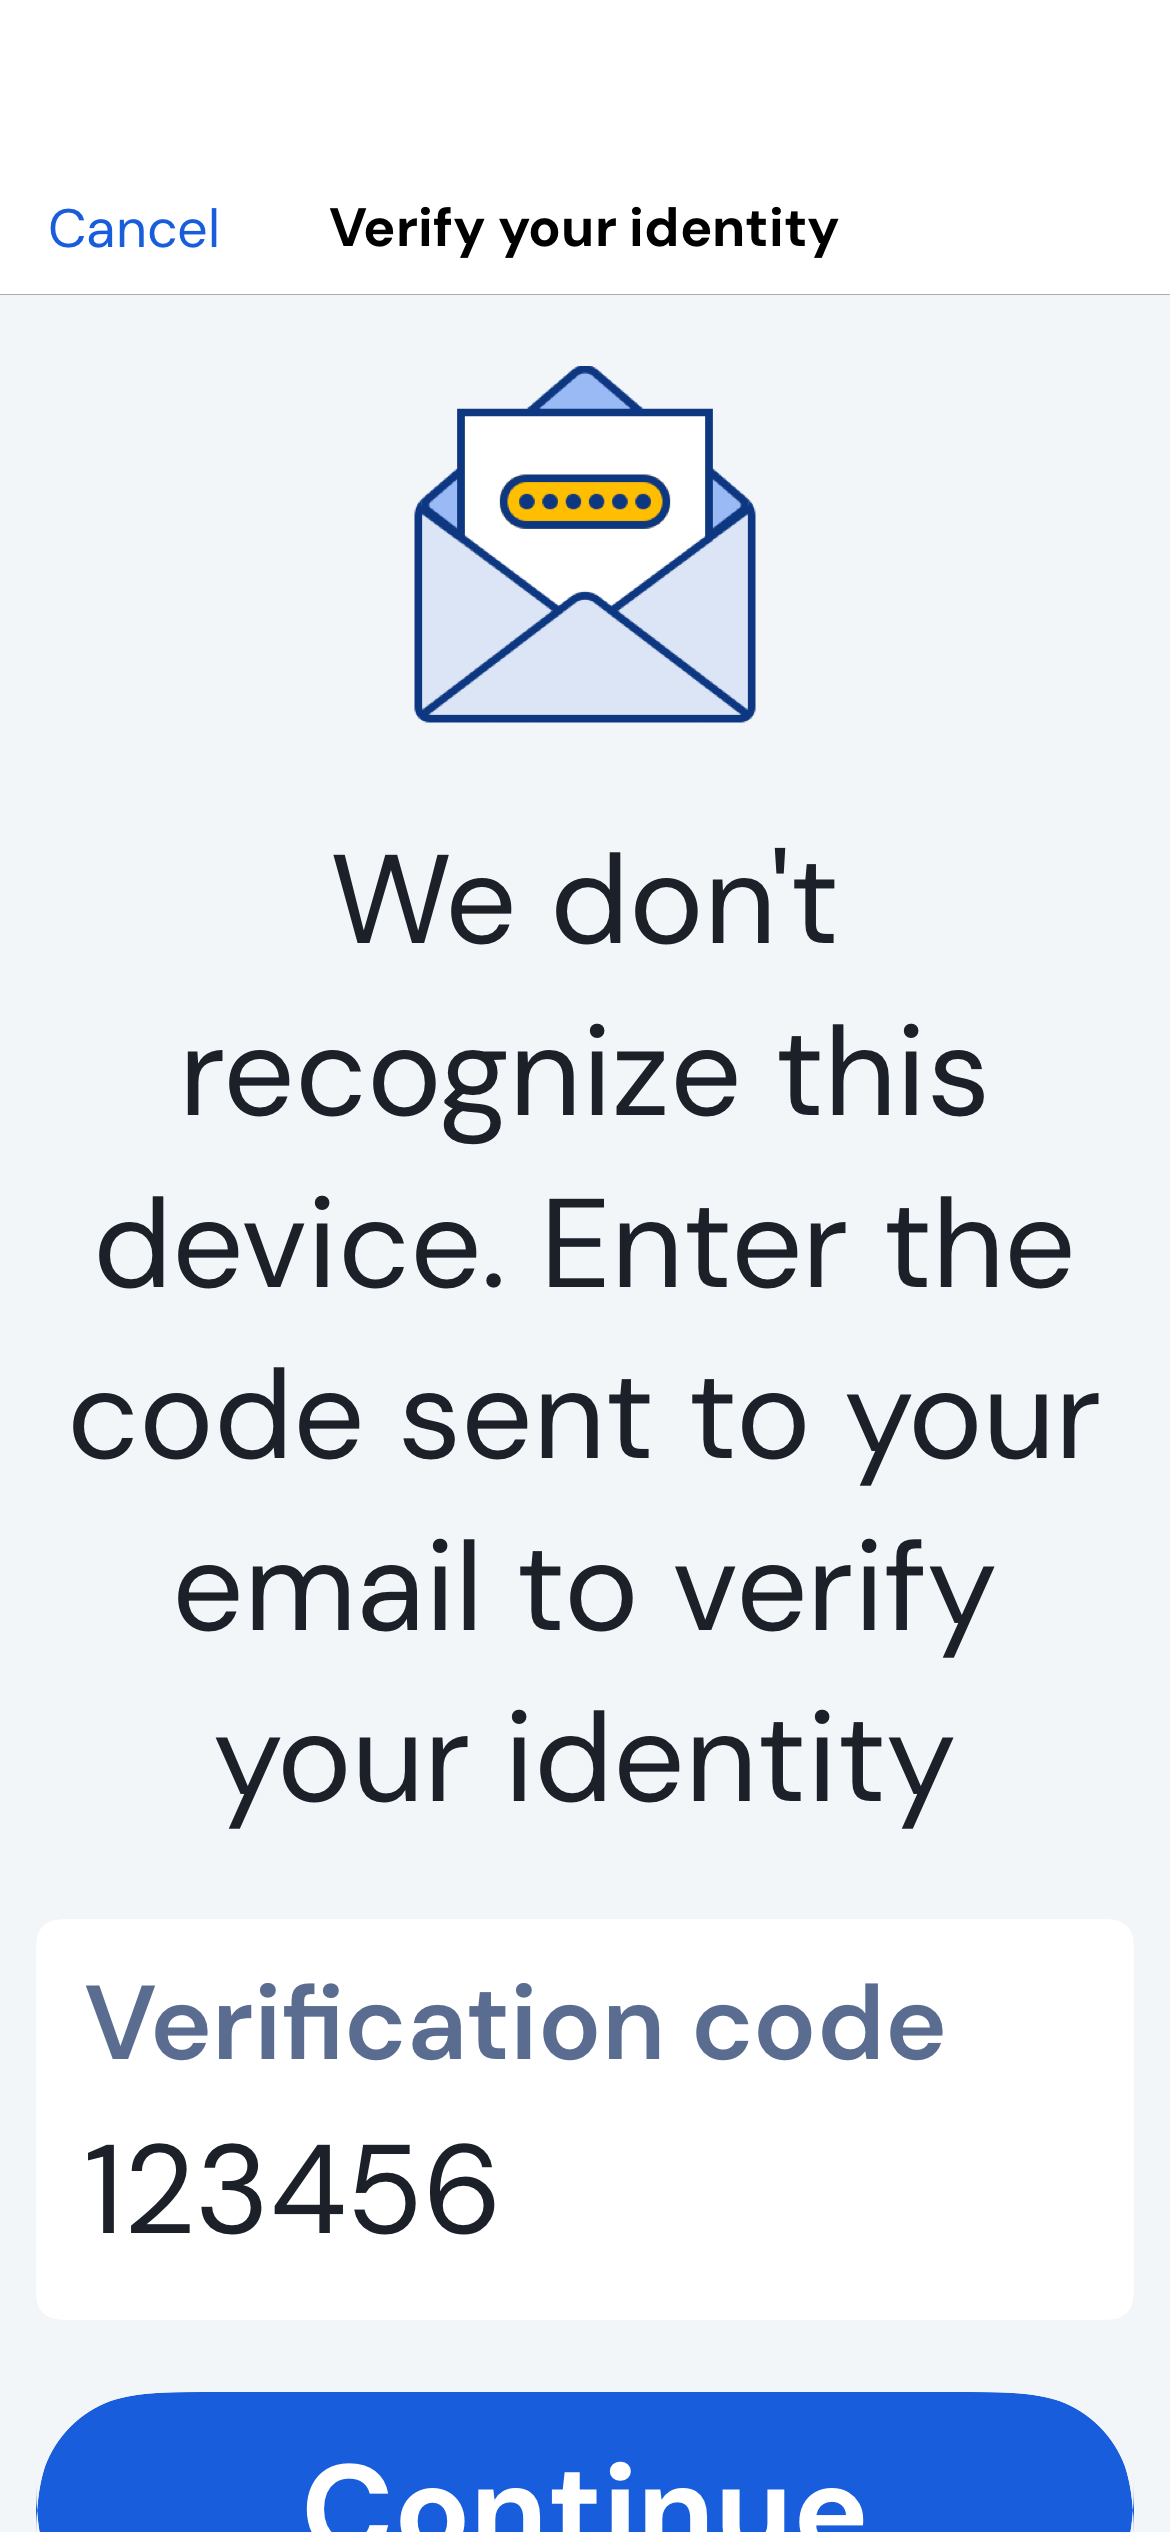 Cancel
Verify your identity
We don't
recognize this
device. Enter the
code sent to your
email to verify
your identity
Verification code
123456
Continue